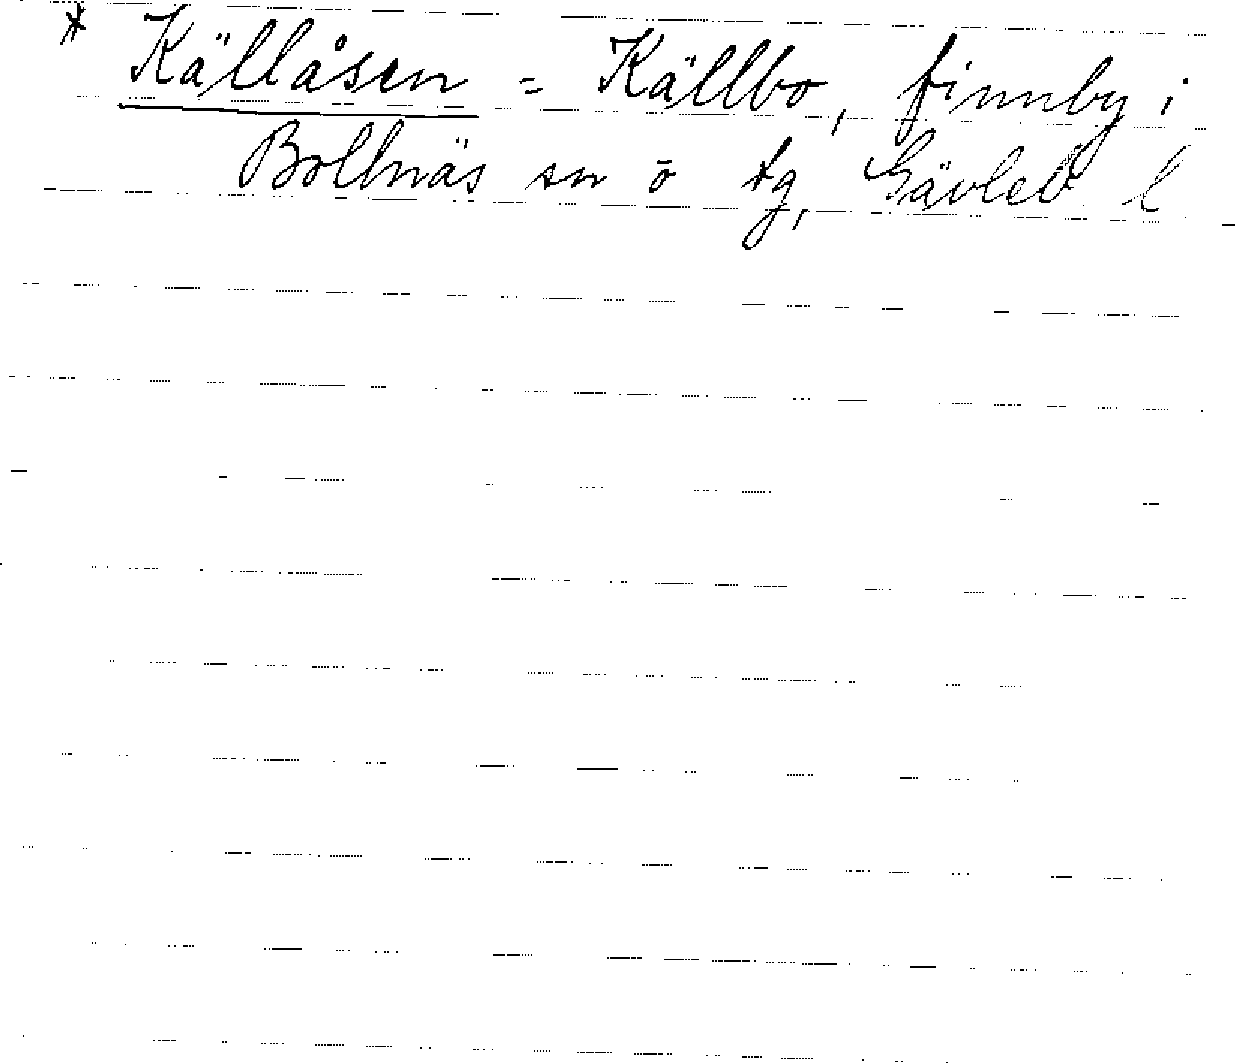 * Källåsen = Källbo, finnby i
Bollnäs sn o tg, Gävleb l